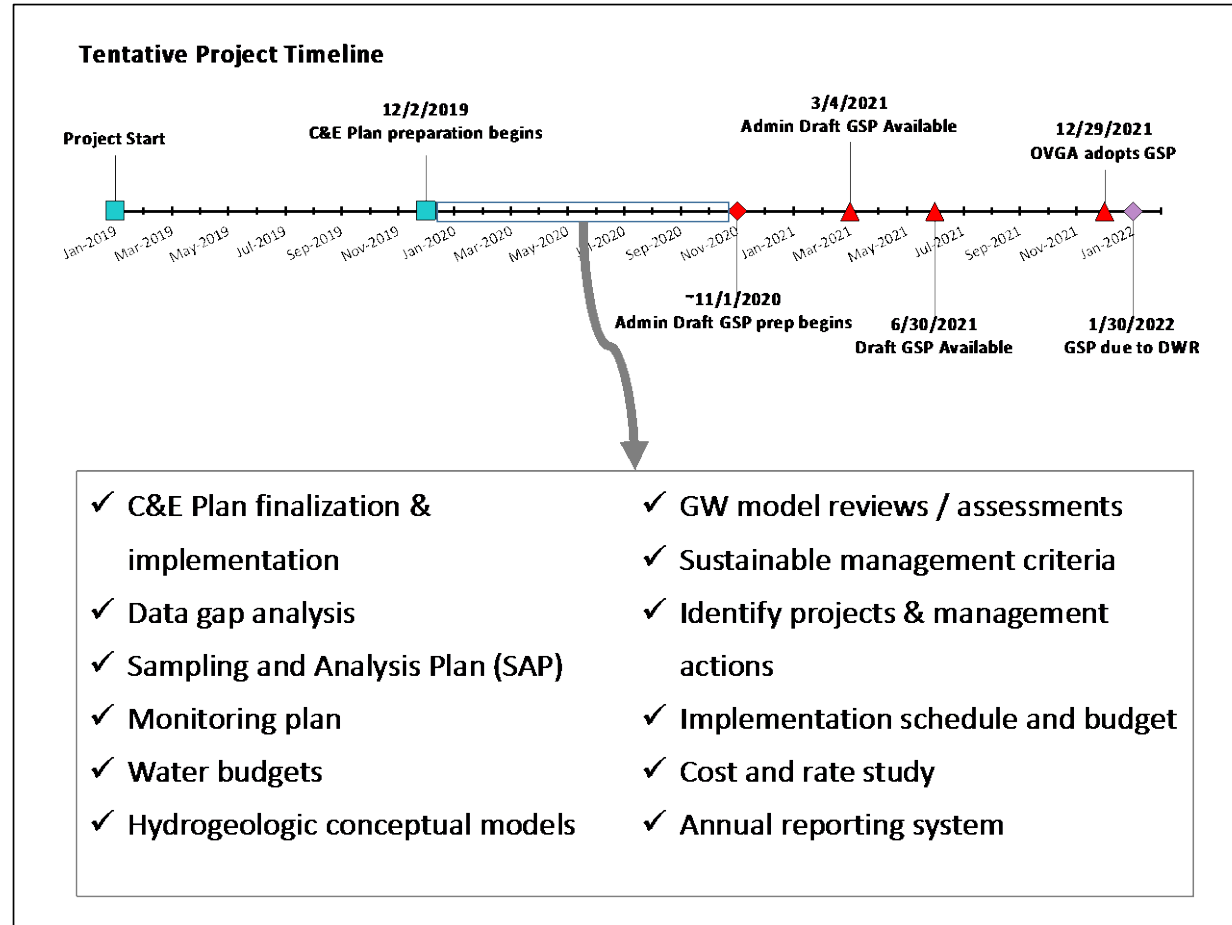 Tentative Project Timeline
Project Start
12/2/2019
C&E Plan preparation begins
3/4/2021
Admin Draft GSP Available
12/29/2021
OVGA adopts GSP
Jan-2019
Mar-2019
May-2019
Jul-2019
Sep-2019
Nov-2019
Jan-2020
Mar-2020
May-2020
Jul-2020
Sep-2020
Nov-2020
Jan-2021
Mar-2021
May-2021
Jul-2021
Sep-2021
Nov-2021
Jan-2022
~11/1/2020
Admin Draft GSP prep begins
6/30/2021
Draft GSP Available
1/30/2022
GSP due to DWR
✓ C&E Plan finalization &
implementation
✓ Data gap analysis
✓ Sampling and Analysis Plan (SAP)
✓ Monitoring plan
✓ Water budgets
✓ Hydrogeologic conceptual models
✓ GW model reviews / assessments
✓ Sustainable management criteria
✓ Identify projects & management
actions
✓ Implementation schedule and budget
✓ Cost and rate study
✓ Annual reporting system